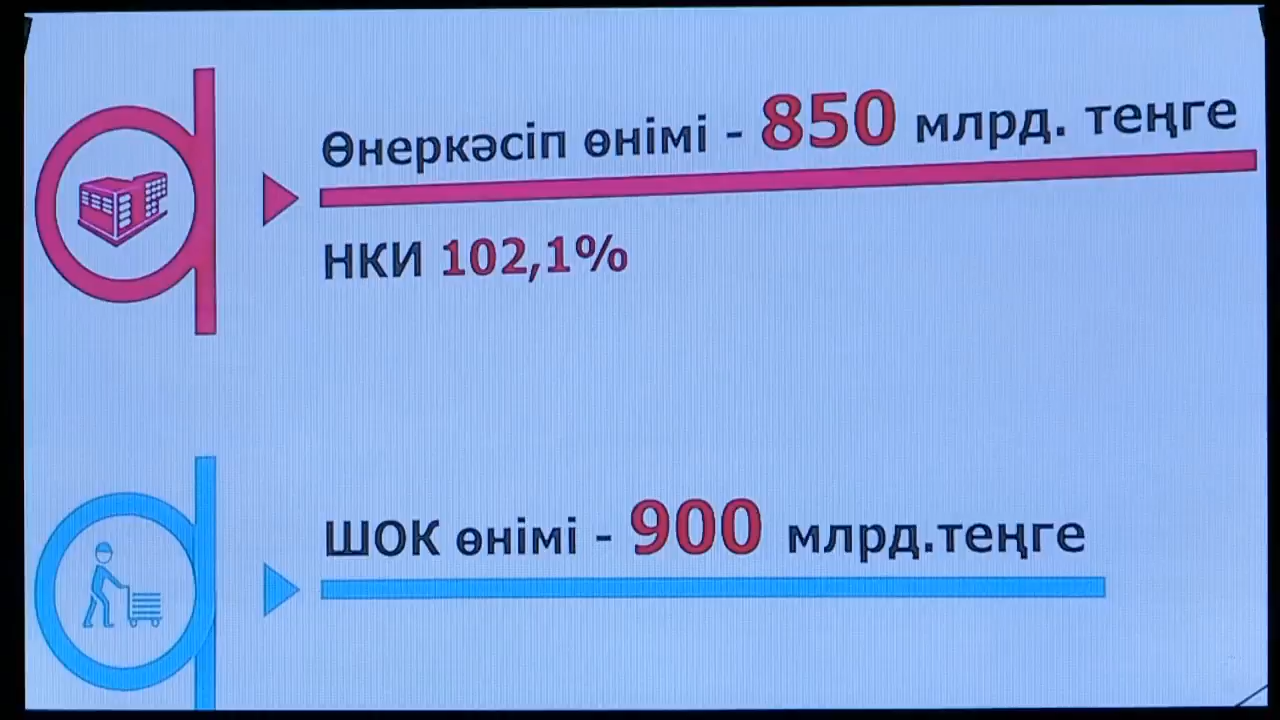 Өнеркәсіп өнімі - 850 млрд. теңге
НКИ 102,1%
ШОК өнімі - 900 млрд.теңге